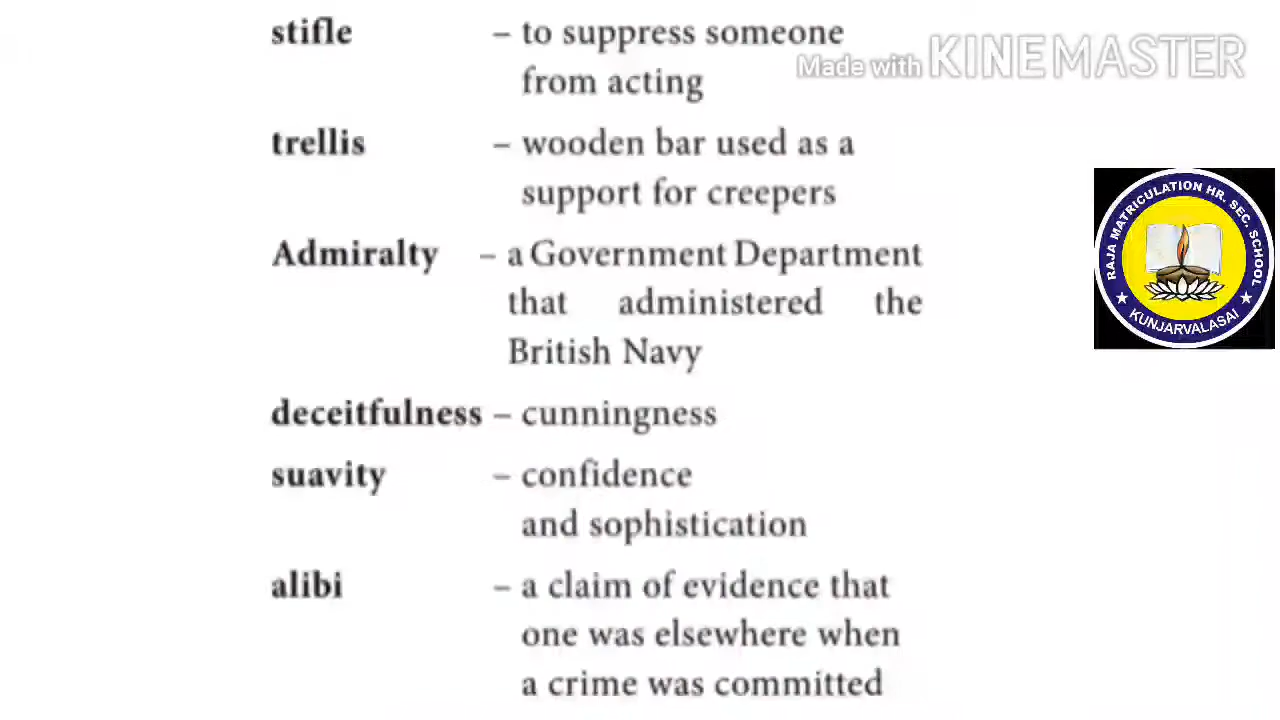 stifle – to suppress someone
from acting
Made with KINEMASTER
trellis – wooden bar used as a
support for creepers
Admiralty – a Government Department
that administered the
British Navy
RAJA MATRICULATION HR. SEC. SCHOOL
★ KUNJARVALASAI ★
deceitfulness – cunningness
suavity – confidence
and sophistication
alibi – a claim of evidence that
one was elsewhere when
a crime was committed